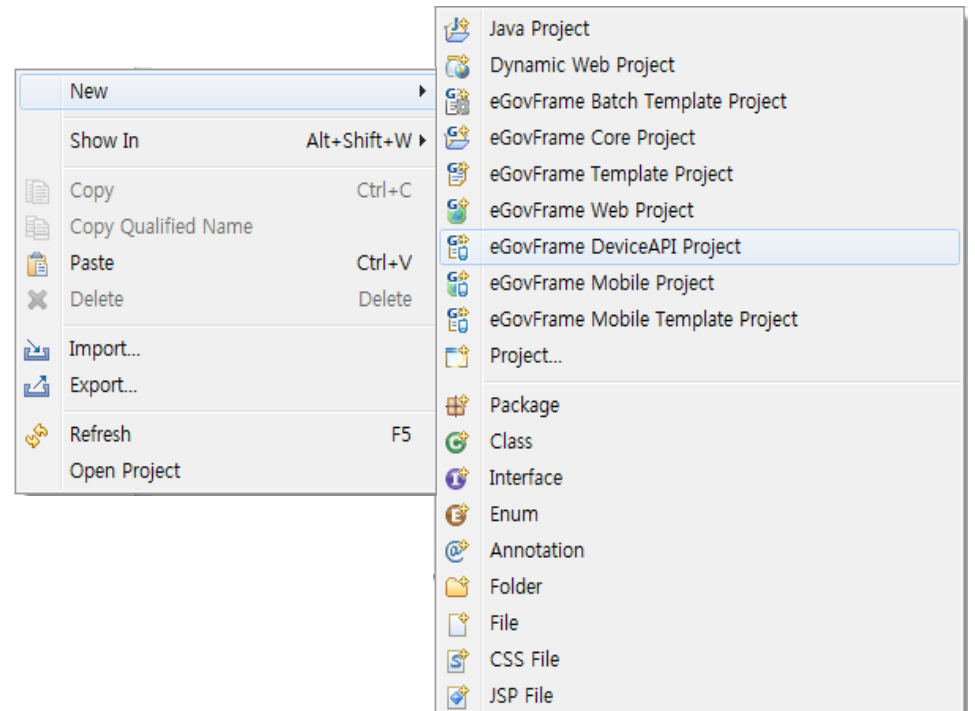 New
Show In Alt+Shift+W
Copy Ctrl+C
Copy Qualified Name
Paste Ctrl+V
Delete Delete
Import...
Export...
Refresh F5
Open Project
Java Project
Dynamic Web Project
eGovFrame Batch Template Project
eGovFrame Core Project
eGovFrame Template Project
eGovFrame Web Project
eGovFrame DeviceAPI Project
eGovFrame Mobile Project
eGovFrame Mobile Template Project
Project...
Package
Class
Interface
Enum
Annotation
Folder
File
CSS File
JSP File